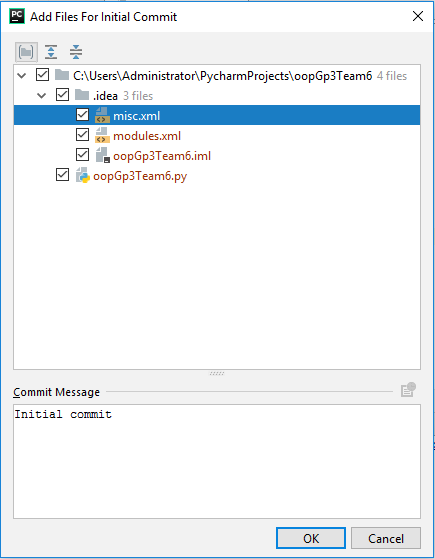 PC Add Files For Initial Commit
C:\Users\Administrator\PycharmProjects\oopGp3Team6 4 files
.idea 3 files
misc.xml
modules.xml
oopGp3Team6.iml
oopGp3Team6.py
Commit Message
Initial commit
OK Cancel